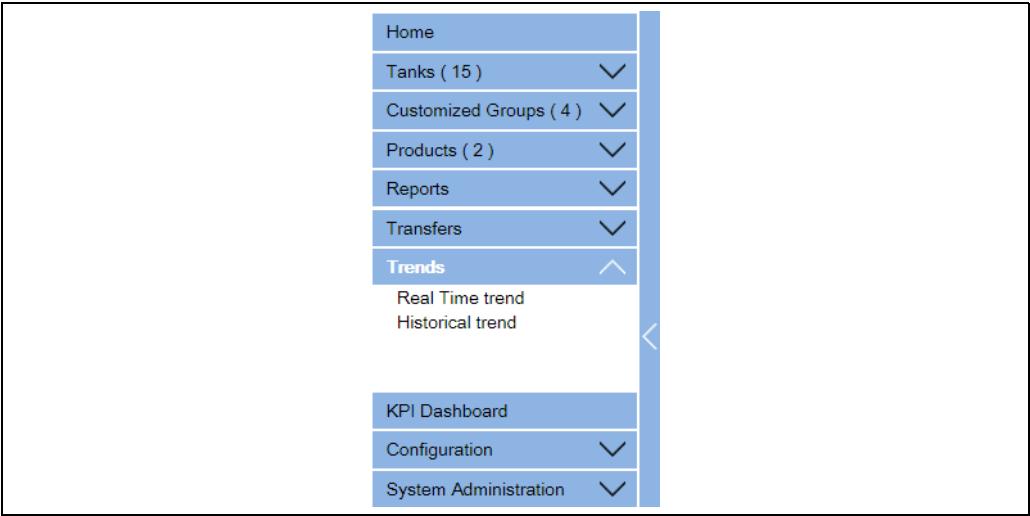 Home
Tanks ( 15 )
Customized Groups ( 4 )
Products ( 2 )
Reports
Transfers
Trends
Real Time trend
Historical trend
KPI Dashboard
Configuration
System Administration